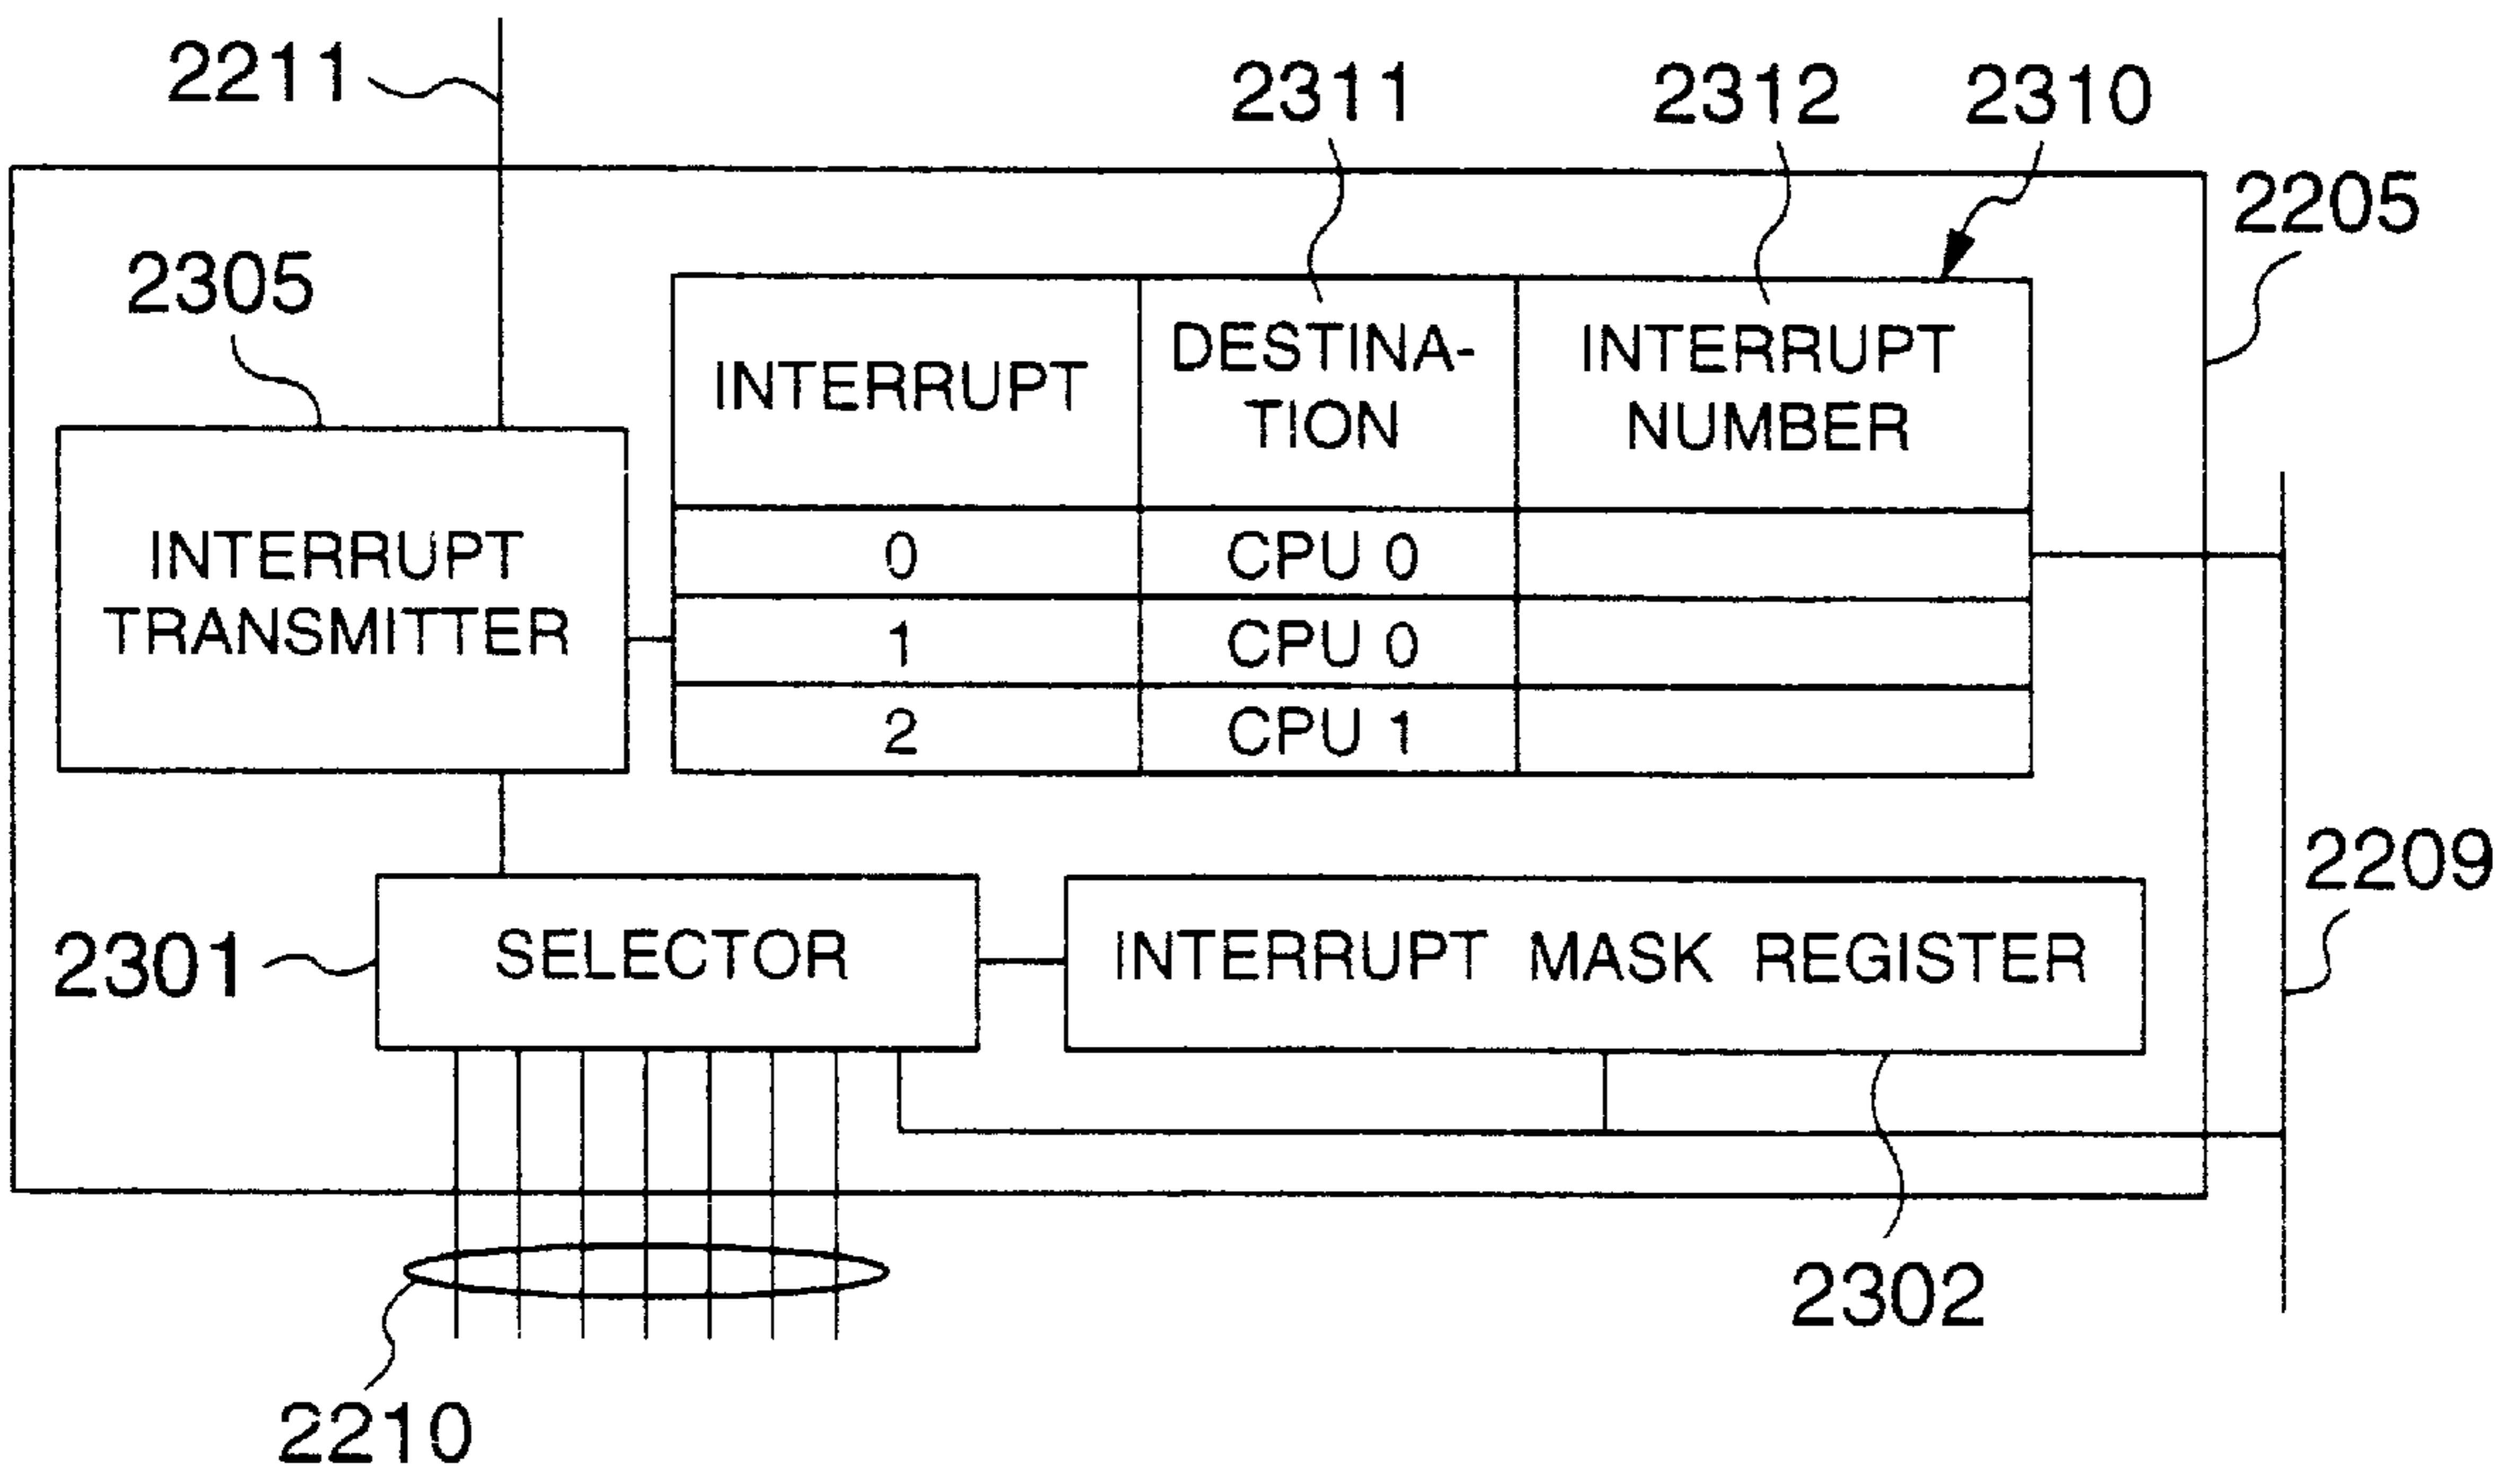 2211
2311
2312
2310
2205
2305
INTERRUPT
DESTINA-
TION
INTERRUPT
NUMBER
0
CPU 0
1
CPU 0
2
CPU 1
INTERRUPT
TRANSMITTER
2209
2301
SELECTOR
INTERRUPT MASK REGISTER
2302
2210